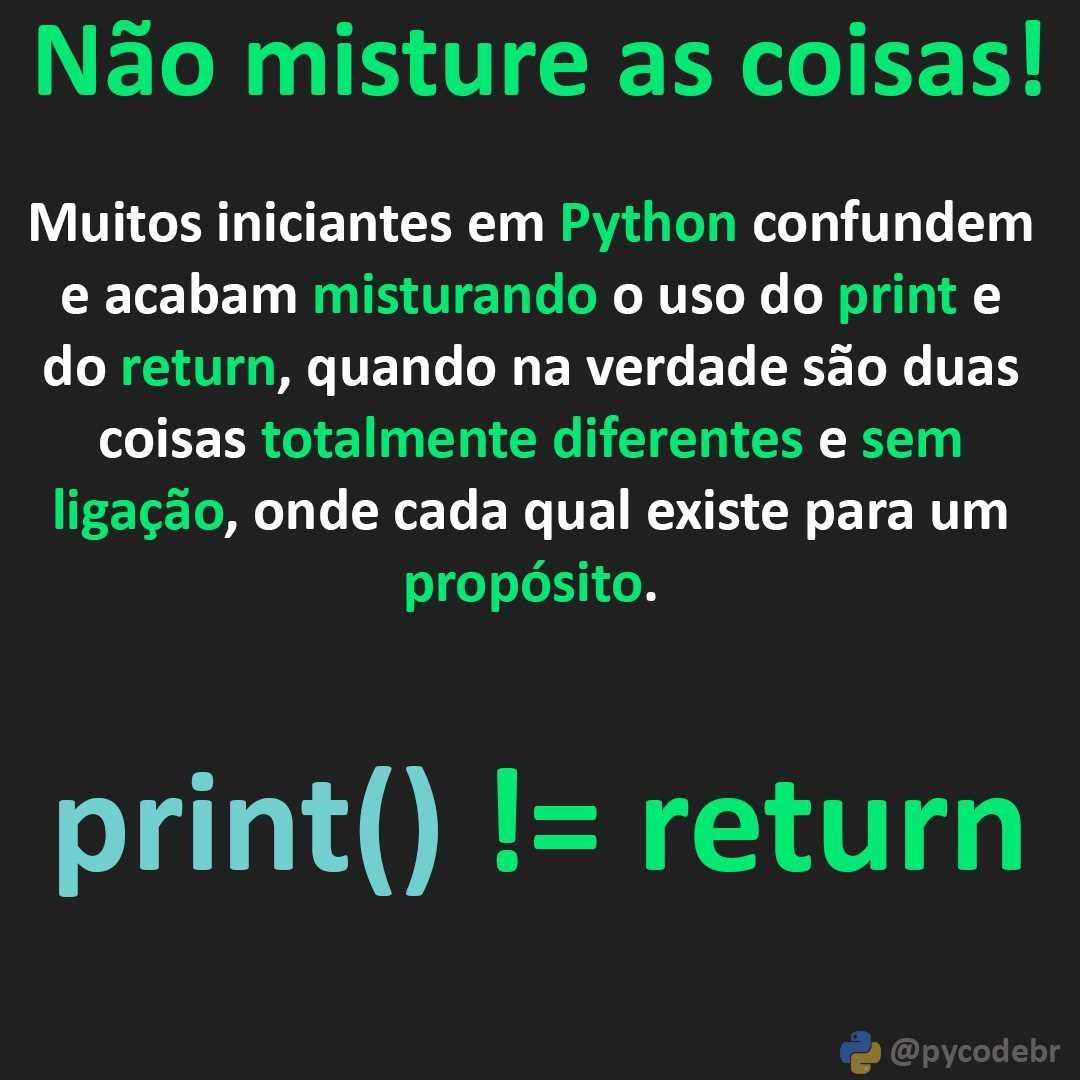 Não misture as coisas!
Muitos iniciantes em Python confundem
e acabam misturando o uso do print e
do return, quando na verdade são duas
coisas totalmente diferentes e sem
ligação, onde cada qual existe para um
propósito.
print() != return
@pycodebr